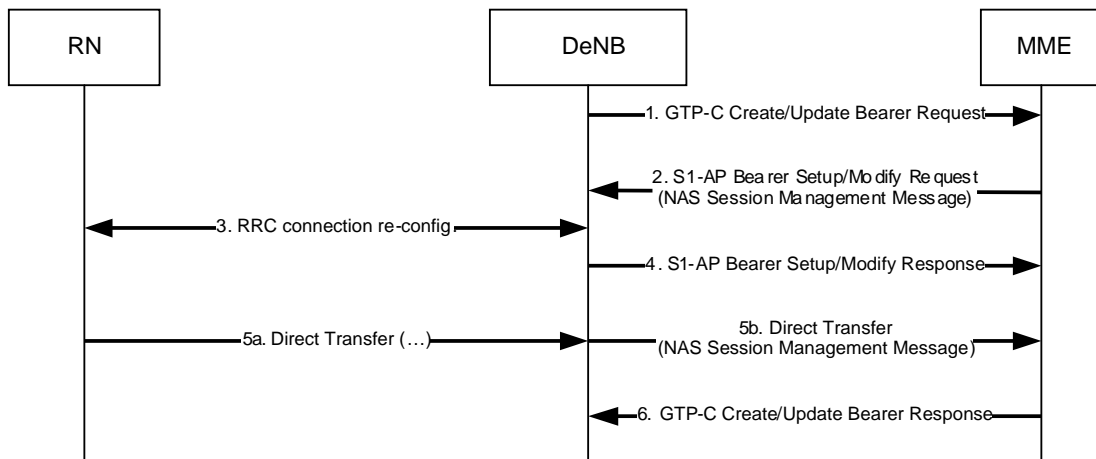 RN
DeNB
MME
1. GTP-C Create/Update Bearer Request
2. S1-AP Bearer Setup/Modify Request
(NAS Session Management Message)
3. RRC connection re-config.
4. S1-AP Bearer Setup/Modify Response
5a. Direct Transfer (…)
5b. Direct Transfer
(NAS Session Management Message)
6. GTP-C Create/Update Bearer Response